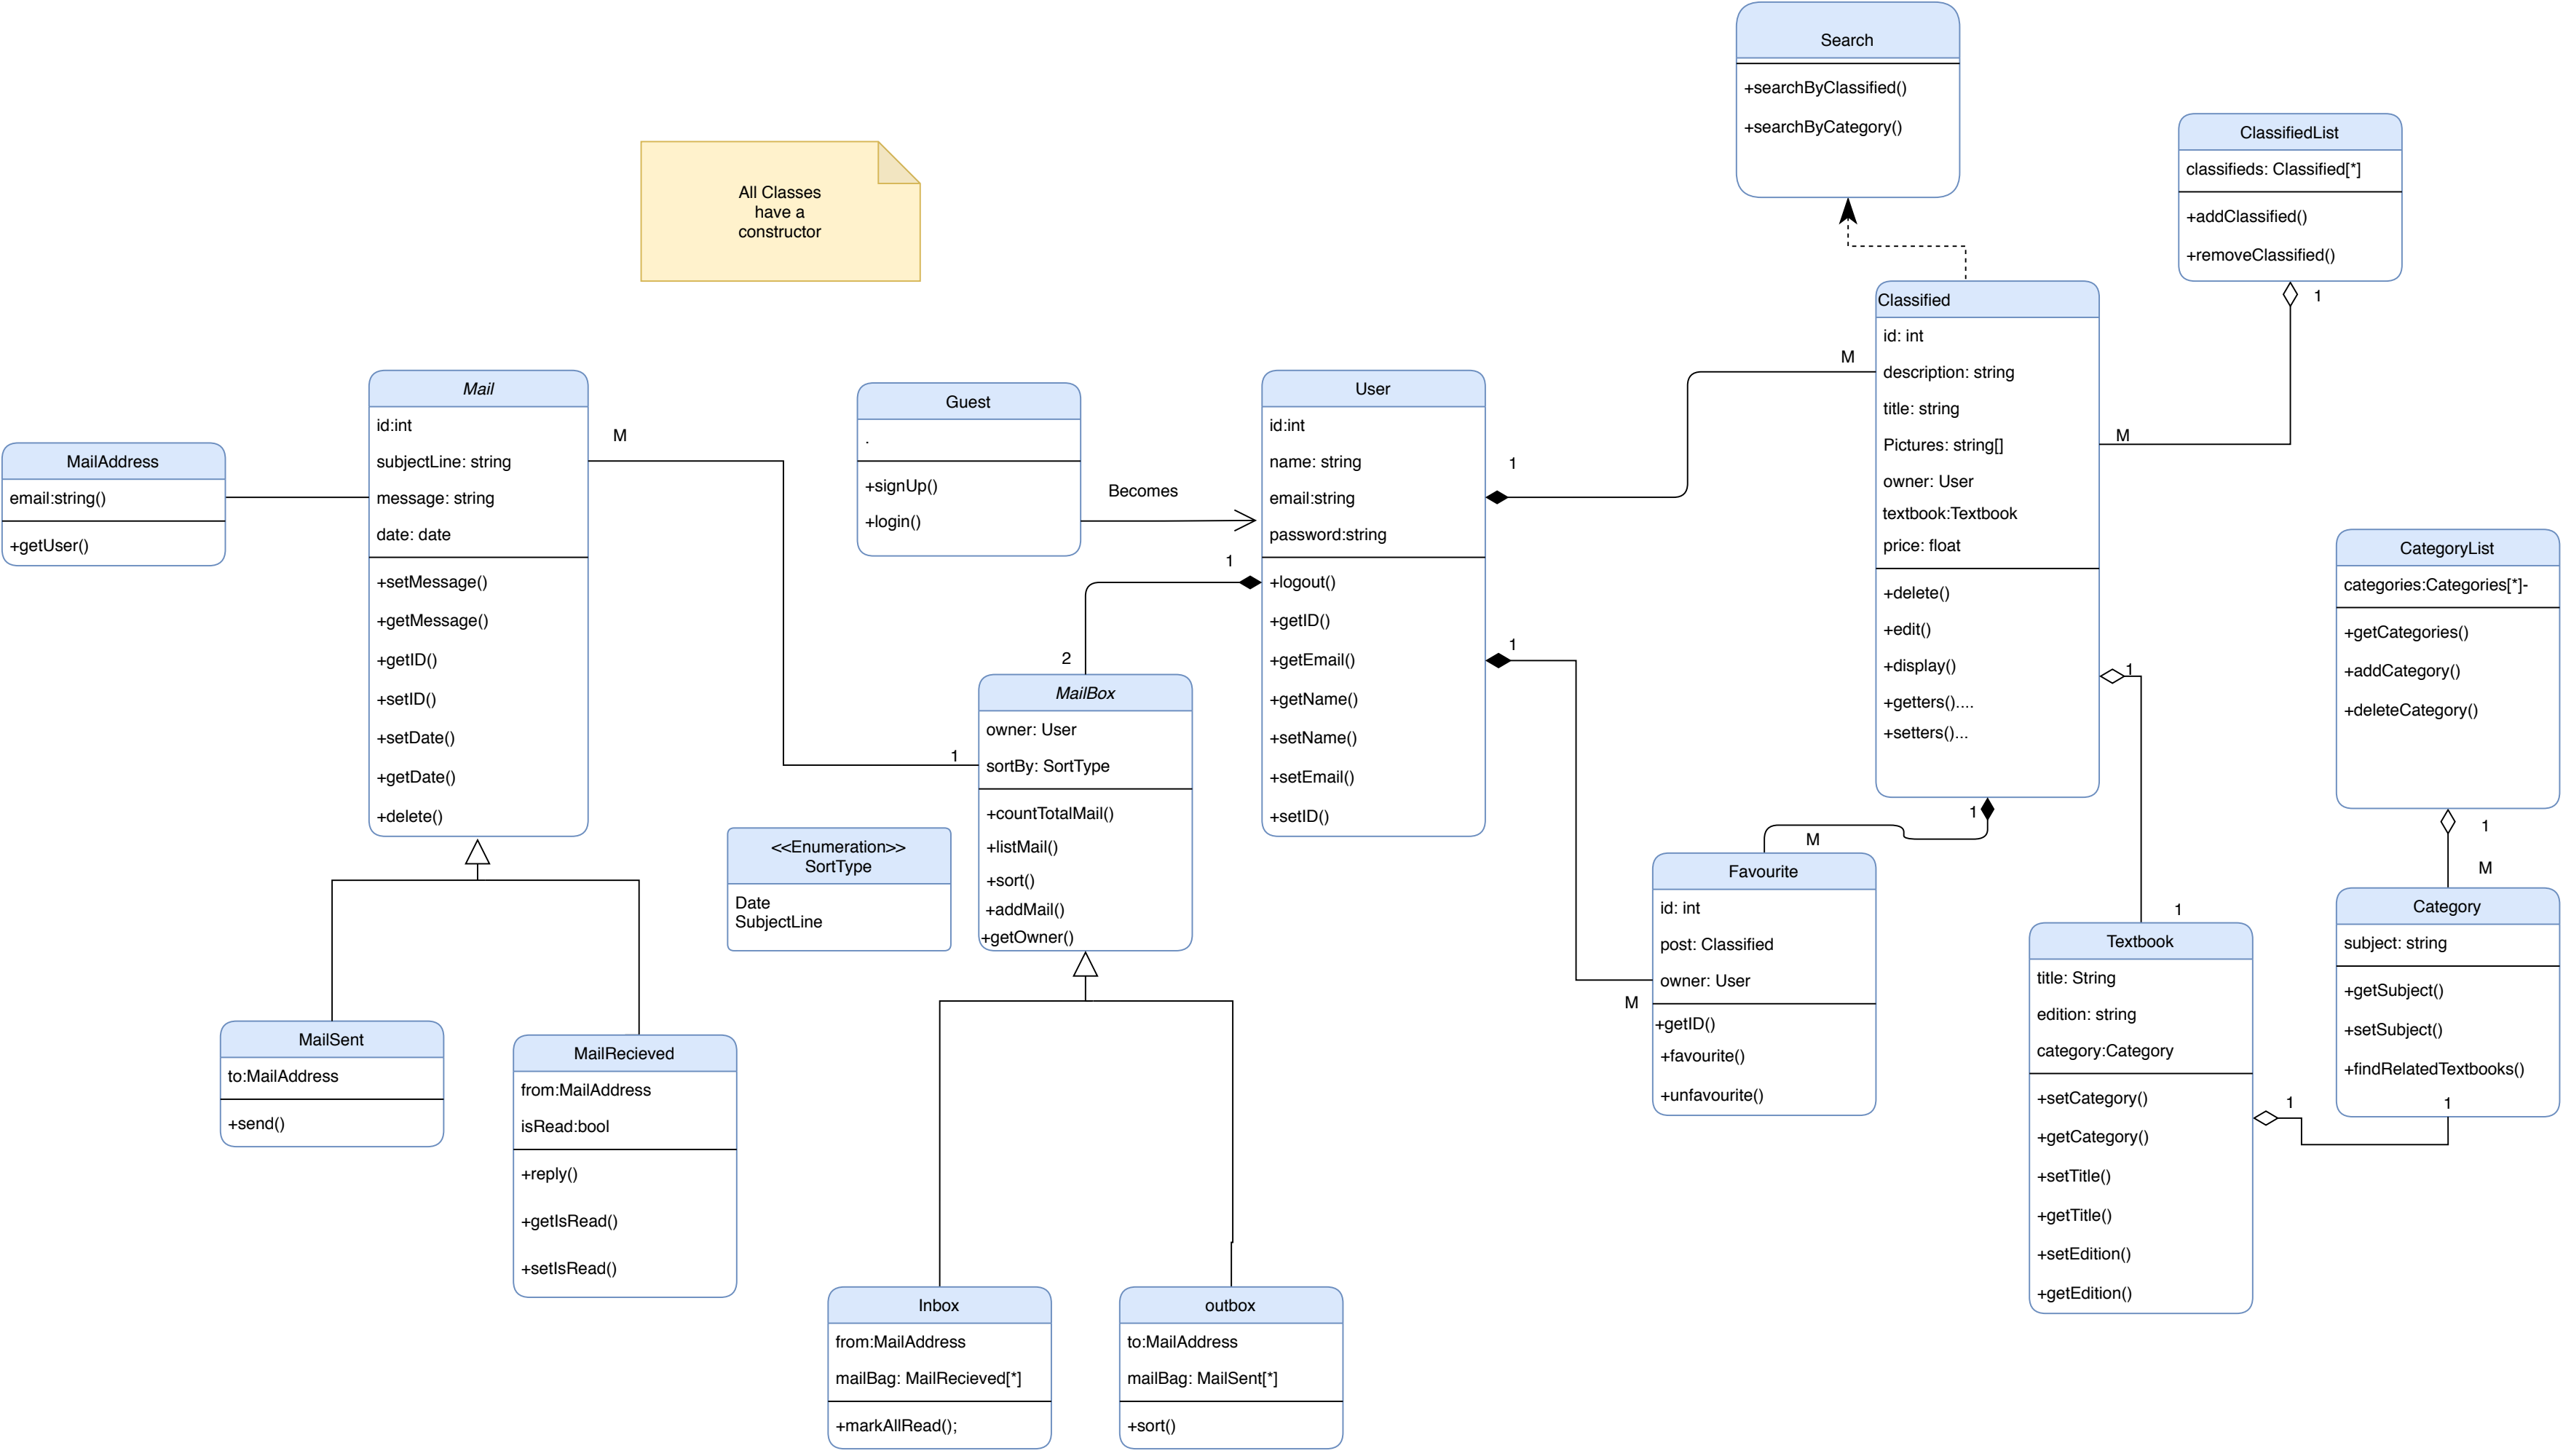 Search
+searchByClassified()
+searchByCategory()
ClassifiedList
classifieds: Classified[*]
+addClassified()
+removeClassified()
1
M
All Classes
have a
constructor
MailAddress
email:string()
+getUser()
Mail
id:int
subjectLine: string
message: string
date: date
+setMessage()
+getMessage()
+getID()
+setID()
+setDate()
+getDate()
+delete()
M
1
Guest
.
+signUp()
+login()
Becomes
User
id:int
name: string
email:string
password:string
+logout()
+getID()
+getEmail()
+getName()
+setName()
+setEmail()
+setID()
1
M
1
2
1
M
Classified
id: int
description: string
title: string
Pictures: string[]
owner: User
textbook:Textbook
price: float
+delete()
+edit()
+display()
+getters()....
+setters()...
1
1
1
M
CategoryList
categories:Categories[*]-
+getCategories()
+addCategory()
+deleteCategory()
1
M
MailBox
owner: User
sortBy: SortType
+countTotalMail()
+listMail()
+sort()
+addMail()
+getOwner()
<<Enumeration>>
SortType
Date
SubjectLine
Favourite
id: int
post: Classified
owner: User
+getID()
+favourite()
+unfavourite()
Textbook
title: String
edition: string
category:Category
+setCategory()
+getCategory()
+setTitle()
+getTitle()
+setEdition()
+getEdition()
1
1
Category
subject: string
+getSubject()
+setSubject()
+findRelatedTextbooks()
MailSent
to:MailAddress
+send()
MailRecieved
from:MailAddress
isRead:bool
+reply()
+getIsRead()
+setIsRead()
Inbox
from:MailAddress
mailBag: MailRecieved[*]
+markAllRead();
outbox
to:MailAddress
mailBag: MailSent[*]
+sort()